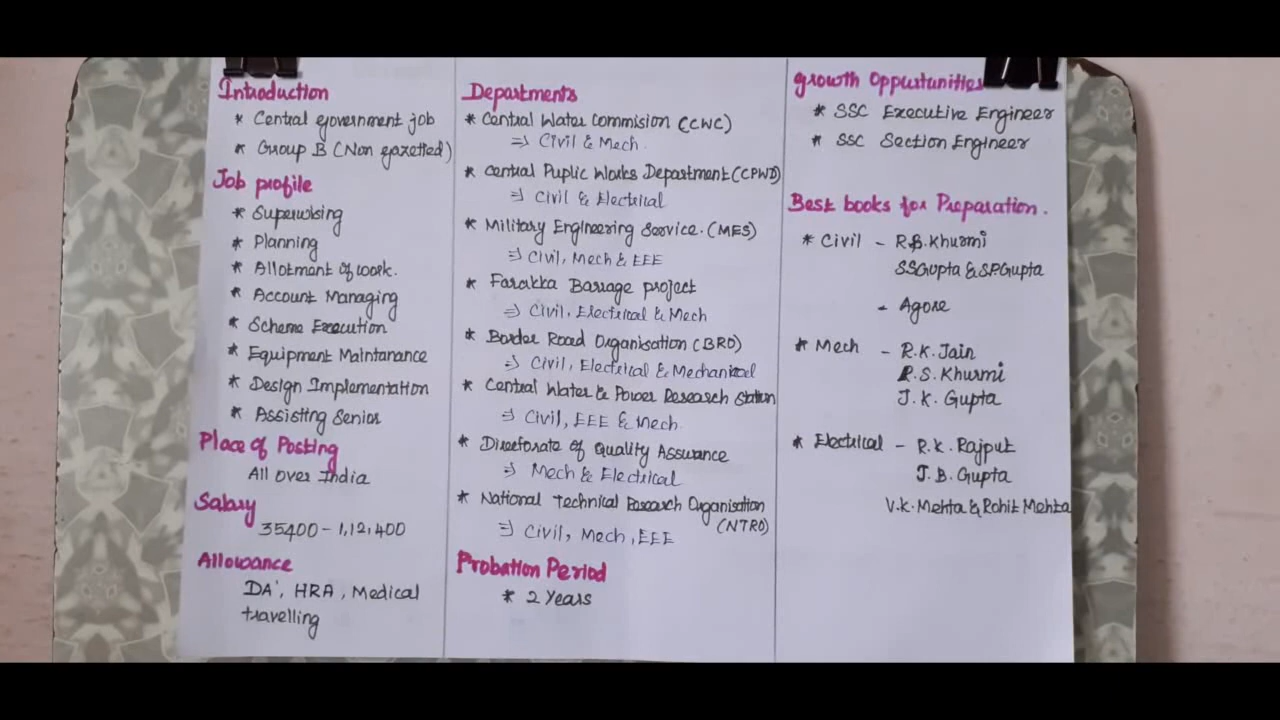 Introduction
* Central government job
* Group B (Non gazetted)
Job profile
* Supervising
* Planning
* Allotment of work.
* Account Managing
* Scheme Execution
* Equipment Maintanance
* Design Implementation
* Assisting Senior
Place of Posting
All over India
Salary
35400 - 1,12,400
Allowance
DA', HRA, Medical
travelling
Departments
* Central Water Commision (CWC)
⇒ Civil & Mech.
* Central Puplic Works Department (CPWD)
⇒ Civil & Electrical
* Military Engineering Service. (MES)
⇒ Civil, Mech & EEE
* Farakka Barrage project
⇒ Civil, Electrical & Mech
* Border Road Organisation (BRO)
⇒ Civil, Electrical & Mechanical
* Central Water & Power Research Station
⇒ Civil, EEE & Mech.
* Directorate of Quality Assurance
⇒ Mech & Electrical
* National Technical Research Organisation
(NTRO)
⇒ Civil, Mech, EEE
Probation Period
* 2 Years
Growth Oppurtunities
* SSC Executive Engineer
* SSC Section Engineer
Best books for Preparation.
* Civil - R.S.Khurmi
SSGupta & SPGupta
- Agore
* Mech - R.K.Jain
R.S.Khurmi
J.K. Gupta
* Electrical - R.K. Rajput
J.B. Gupta
V.K.Mehta & Rohit Mehta